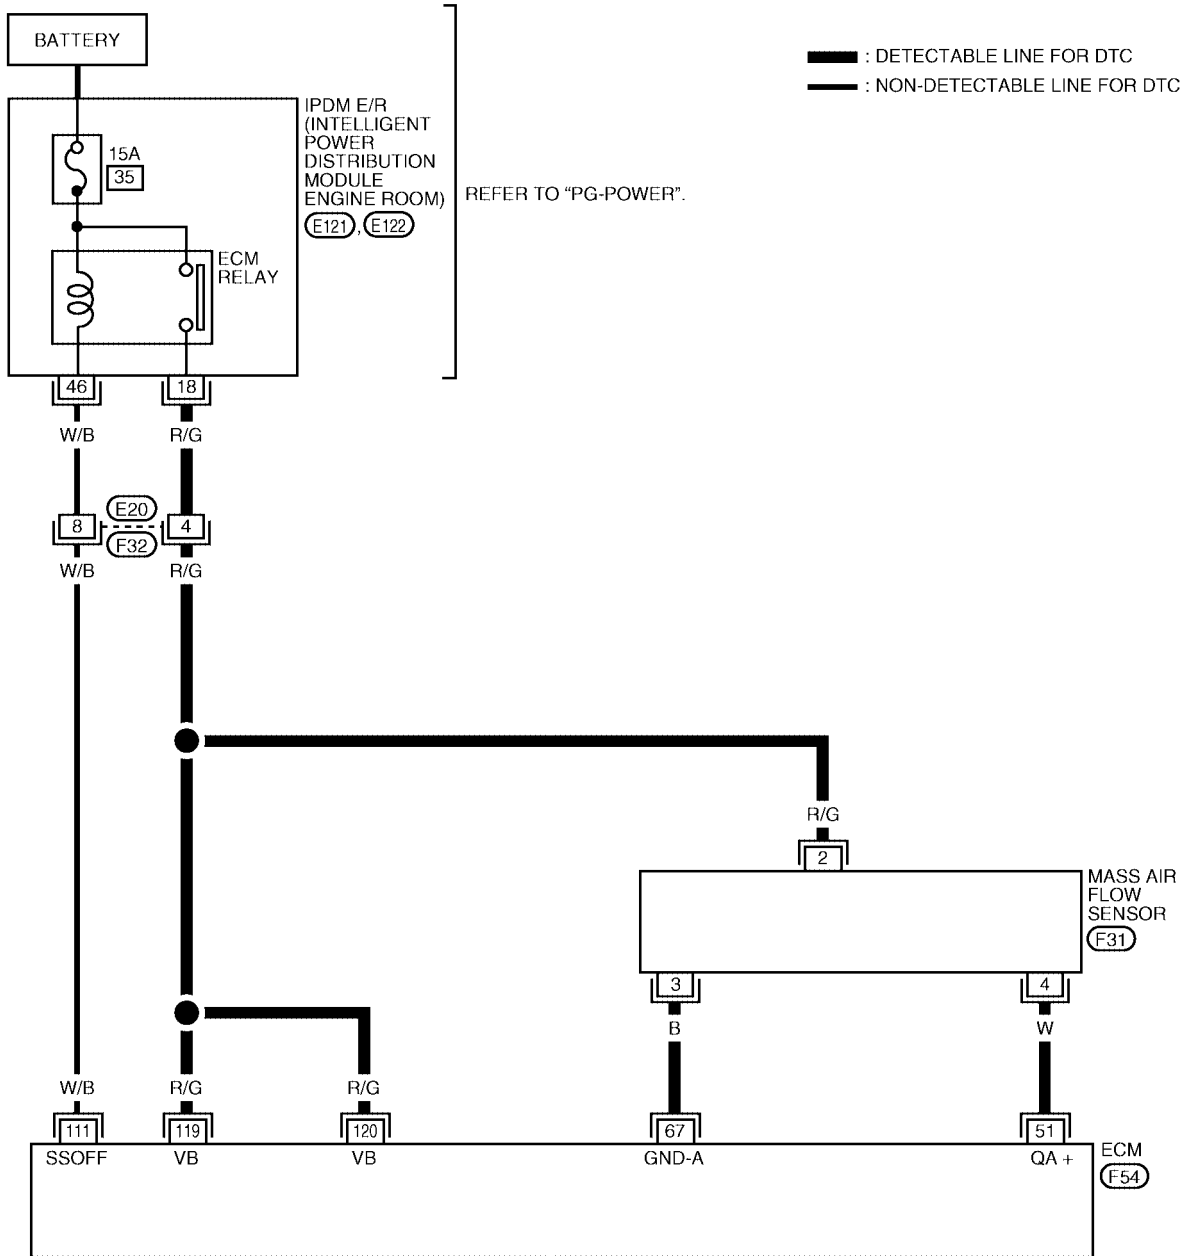 BATTERY
: DETECTABLE LINE FOR DTC
: NON-DETECTABLE LINE FOR DTC
IPDM E/R
(INTELLIGENT
POWER
DISTRIBUTION
MODULE
ENGINE ROOM)
E121, E122
REFER TO "PG-POWER".
15A
35
ECM
RELAY
46 18
W/B R/G
E20
8 4
F32
W/B R/G
R/G
2
MASS AIR
FLOW
SENSOR
F31
3 4
B W
W/B R/G R/G
111 119 120 67 51
SSOFF VB VB GND-A QA +
ECM
F54